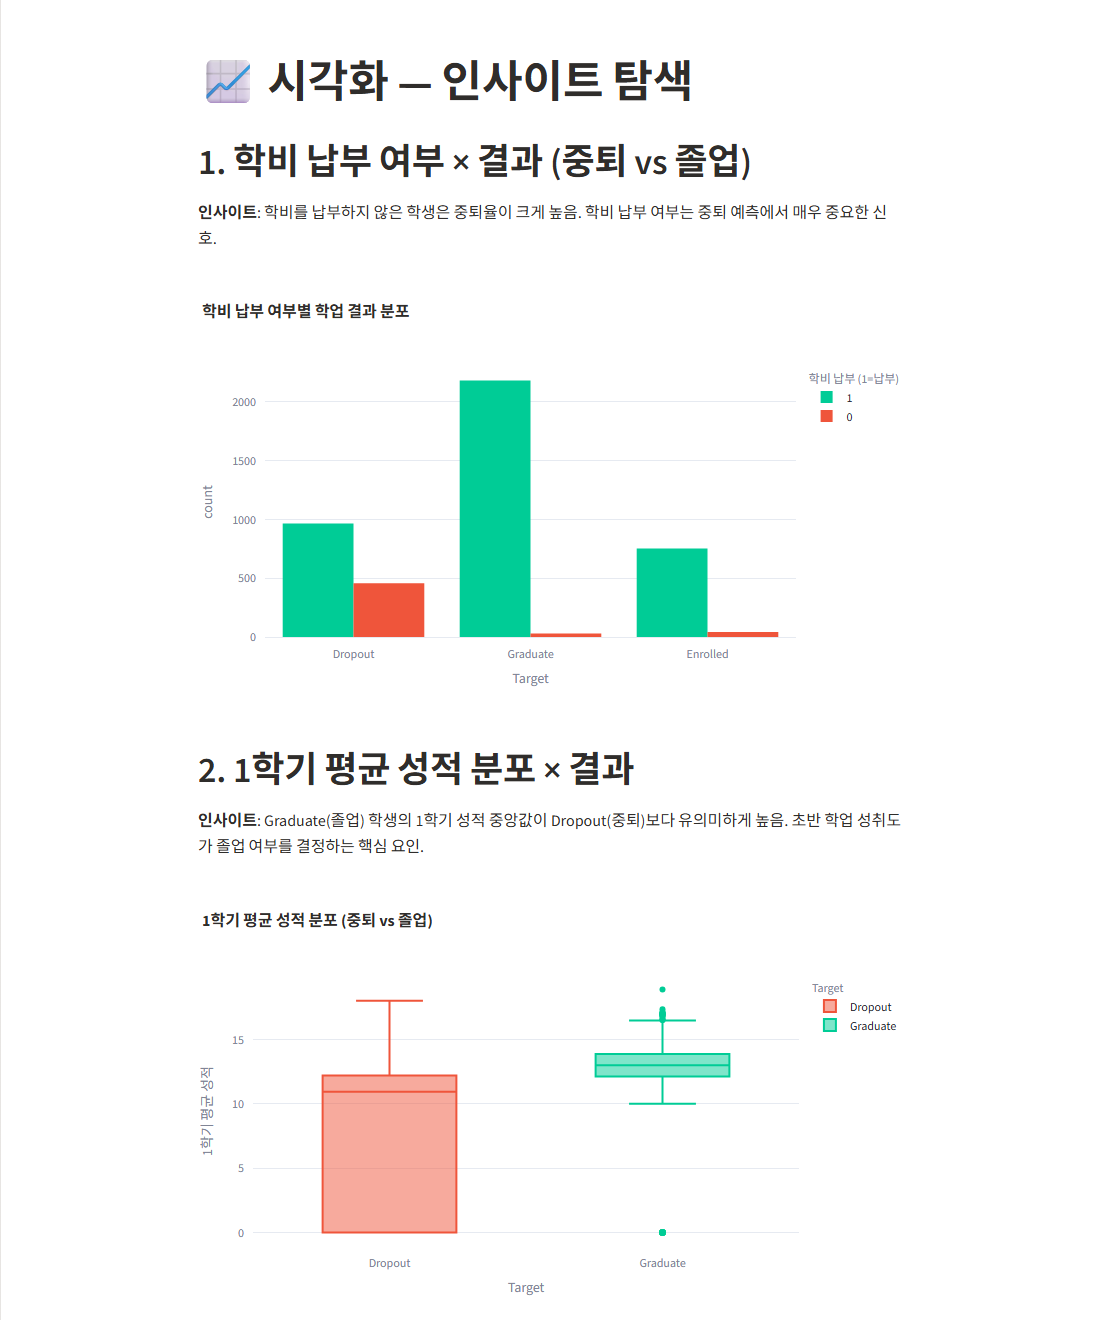 시각화 — 인사이트 탐색
1. 학비 납부 여부 × 결과 (중퇴 vs 졸업)
인사이트: 학비를 납부하지 않은 학생은 중퇴율이 크게 높음. 학비 납부 여부는 중퇴 예측에서 매우 중요한 신
호.
학비 납부 여부별 학업 결과 분포
학비 납부 (1=납부)
1
0
2000
1500
1000
500
0
count
Dropout
Graduate
Enrolled
Target
2. 1학기 평균 성적 분포 × 결과
인사이트: Graduate(졸업) 학생의 1학기 성적 중앙값이 Dropout(중퇴)보다 유의미하게 높음. 초반 학업 성취도
가 졸업 여부를 결정하는 핵심 요인.
1학기 평균 성적 분포 (중퇴 vs 졸업)
Target
Dropout
Graduate
15
10
5
0
1학기 평균 성적
Dropout
Graduate
Target